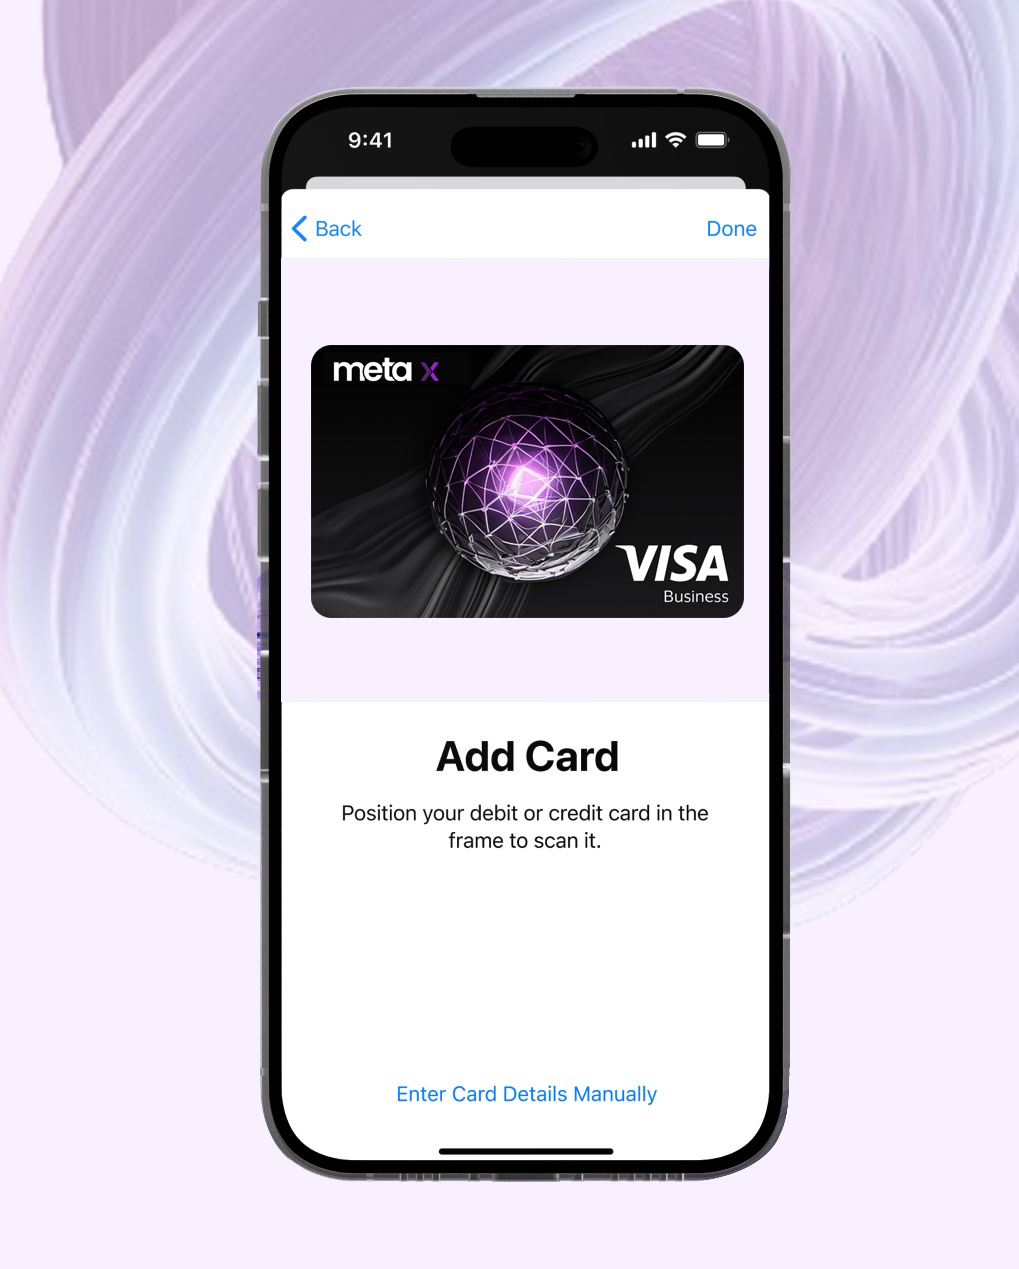 9:41
Back
Done
meta x
VISA
Business
Add Card
Position your debit or credit card in the
frame to scan it.
Enter Card Details Manually